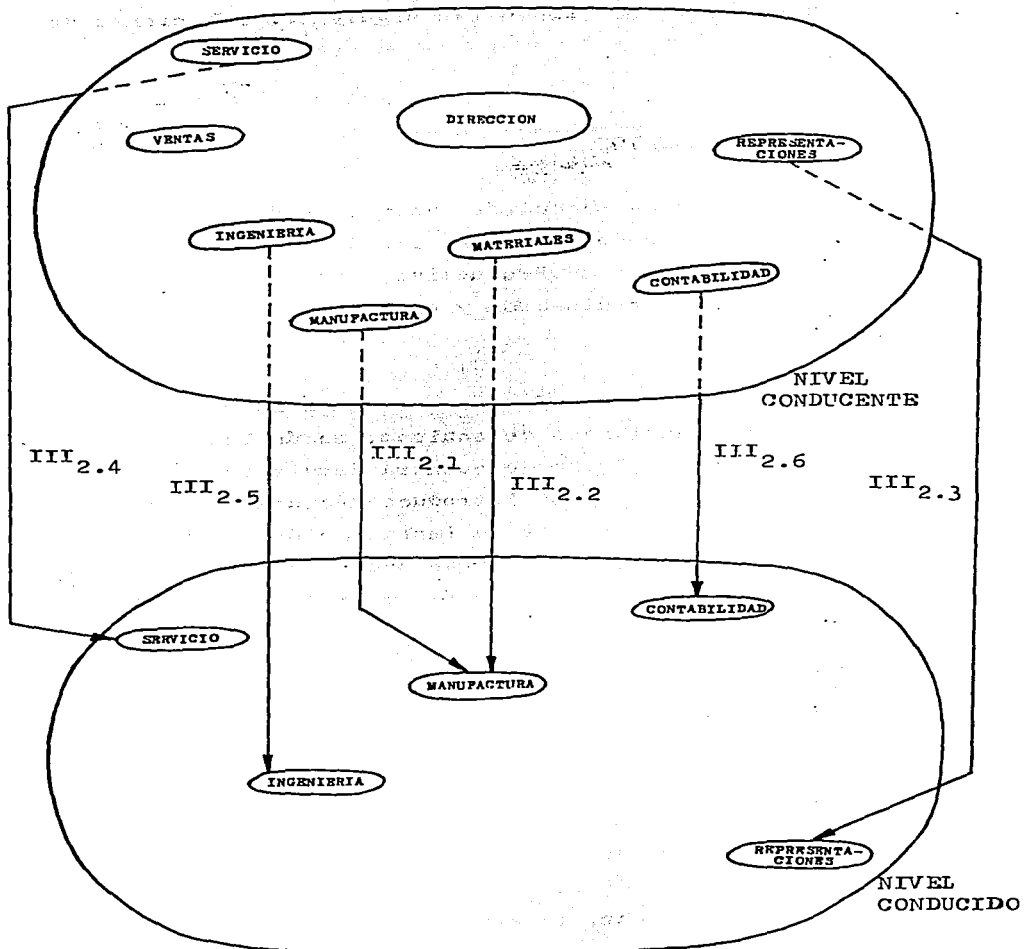 SERVICIO
DIRECCION
VENTAS
REPRESENTA-
CIONES
INGENIERIA
MATERIALES
CONTABILIDAD
MANUFACTURA
NIVEL
CONDUCENTE
III2.4
III2.5
III2.1
III2.2
III2.6
III2.3
CONTABILIDAD
SERVICIO
MANUFACTURA
INGENIERIA
REPRESENTA-
CIONES
NIVEL
CONDUCIDO